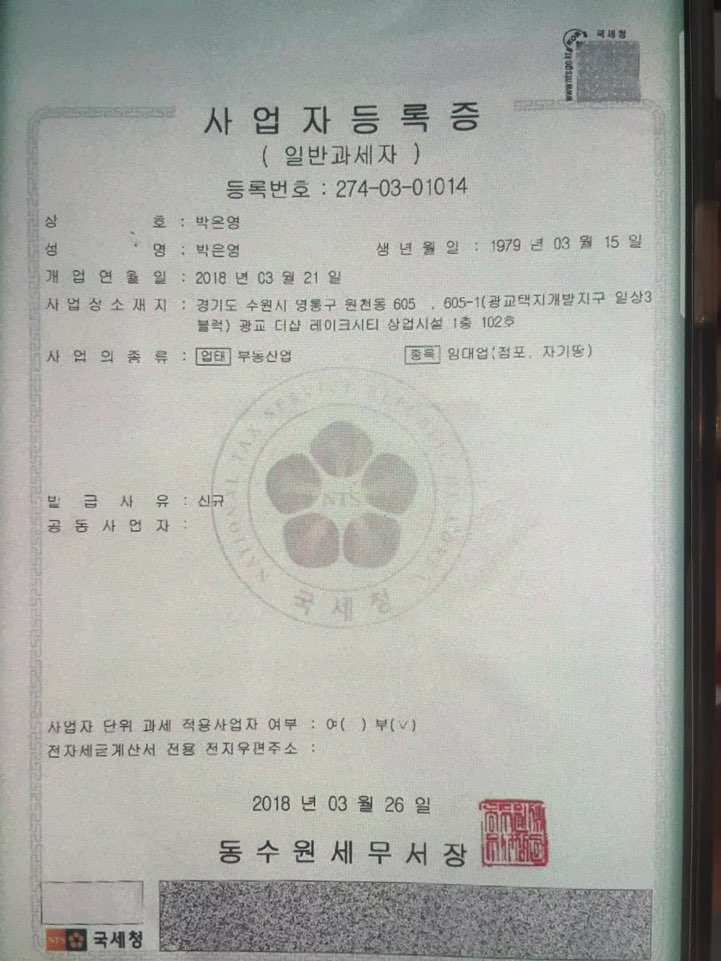 국세청
사업자등록증
( 일반과세자 )
등록번호 : 274-03-01014
상 호 : 박은영
성 명 : 박은영 생년월일 : 1979 년 03 월 15 일
개업연월일 : 2018 년 03 월 21 일
사업장소재지 : 경기도 수원시 영통구 원천동 605 , 605-1(광교택지개발지구 일상3
블럭) 광교 더샵 레이크시티 상업시설 1층 102호
사업의종류 : 업태 부동산업 종목 임대업(점포, 자기땅)
NATIONAL TAX SERVICE REPUBLIC OF KOREA
NTS
국세청
발급사유 : 신규
공동사업자 :
사업자 단위 과세 적용사업자 여부 : 여( ) 부(∨)
전자세금계산서 전용 전자우편주소 :
2018 년 03 월 26 일
동수원세무서장
NTS 국세청